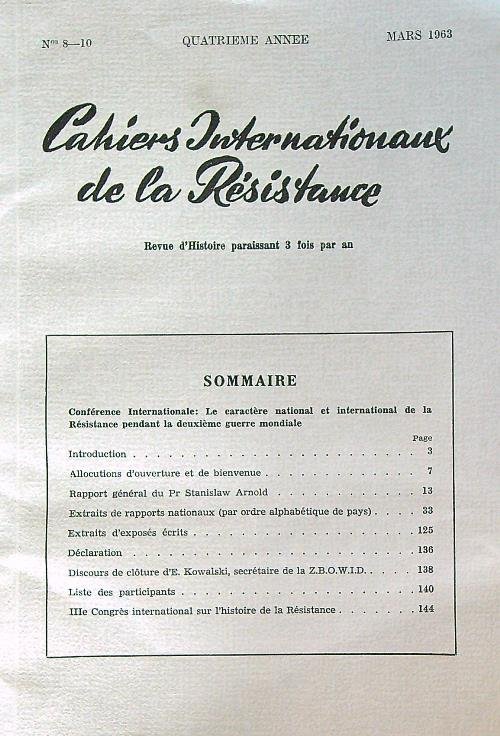 Nos 8—10 QUATRIEME ANNEE MARS 1963
Cahiers Internationaux
de la Résistance
Revue d'Histoire paraissant 3 fois par an
SOMMAIRE
Conférence Internationale: Le caractère national et international de la
Résistance pendant la deuxième guerre mondiale
Page
Introduction . . . . . . . . . . . . . . . . . . . . . . . . 3
Allocutions d'ouverture et de bienvenue . . . . . . . . . . . . 7
Rapport général du Pr Stanislaw Arnold . . . . . . . . . . . 13
Extraits de rapports nationaux (par ordre alphabétique de pays) . . . . 33
Extraits d'exposés écrits . . . . . . . . . . . . . . . . . . 125
Déclaration . . . . . . . . . . . . . . . . . . . . . . . . 136
Discours de clôture d'E. Kowalski, secrétaire de la Z.B.O.W.I.D. . . . . 138
Liste des participants . . . . . . . . . . . . . . . . . . . 140
IIIe Congrès international sur l'histoire de la Résistance . . . . . . 144